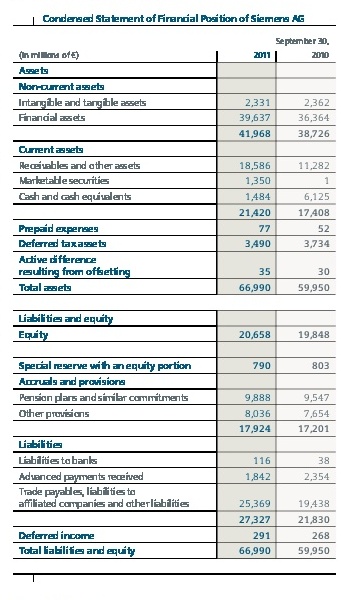 Condensed Statement of Financial Position of Siemens AG
September 30,
(in millions of €) 2011 2010
Assets
Non-current assets
Intangible and tangible assets 2,331 2,362
Financial assets 39,637 36,364
41,968 38,726
Current assets
Receivables and other assets 18,586 11,282
Marketable securities 1,350 1
Cash and cash equivalents 1,484 6,125
21,420 17,408
Prepaid expenses 77 52
Deferred tax assets 3,490 3,734
Active difference
resulting from offsetting 35 30
Total assets 66,990 59,950
Liabilities and equity
Equity 20,658 19,848
Special reserve with an equity portion 790 803
Accruals and provisions
Pension plans and similar commitments 9,888 9,547
Other provisions 8,036 7,654
17,924 17,201
Liabilities
Liabilities to banks 116 38
Advanced payments received 1,842 2,354
Trade payables, liabilities to
affiliated companies and other liabilities 25,369 19,438
27,327 21,830
Deferred income 291 268
Total liabilities and equity 66,990 59,950